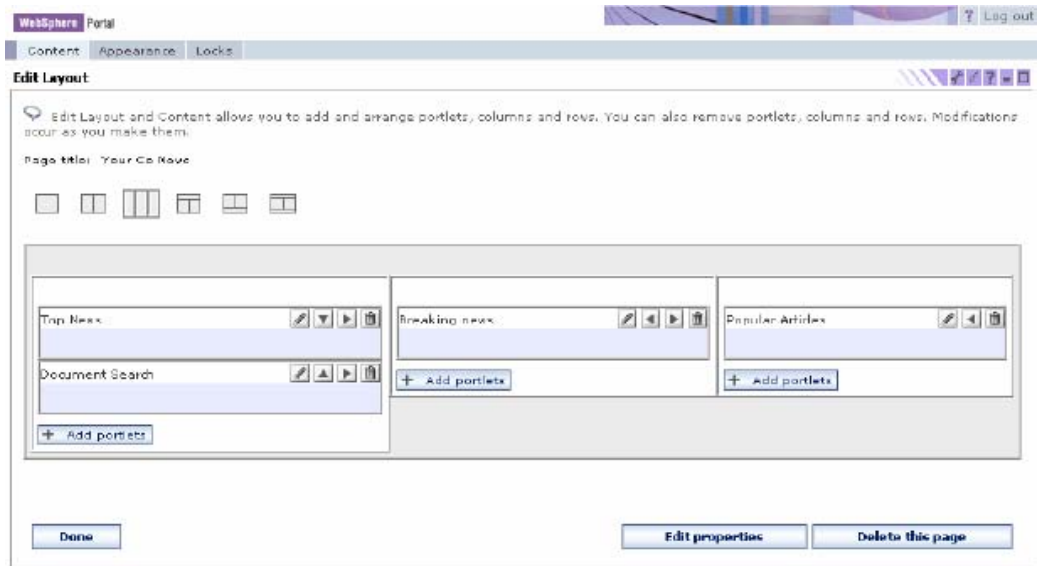 WebSphere Portal
? Log out
Content Appearance Locks
Edit Layout
Edit Layout and Content allows you to add and arrange portlets, columns and rows. You can also remove portlets, columns and rows. Modifications
occur as you make them.
Page title: Your Co News
Top News
Breaking news
Popular Articles
Document Search
+ Add portlets
+ Add portlets
+ Add portlets
Done
Edit properties
Delete this page